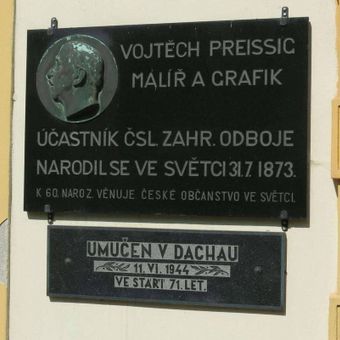 VOJTĚCH PREISSIG
MALÍŘ A GRAFIK
ÚČASTNÍK ČSL. ZAHR. ODBOJE
NARODIL SE VE SVĚTCI 31.7. 1873.
K 60. NAROZ. VĚNUJE ČESKÉ OBČANSTVO VE SVĚTCI.
UMUČEN V DACHAU
11. VI. 1944
VE STÁŘÍ 71. LET.